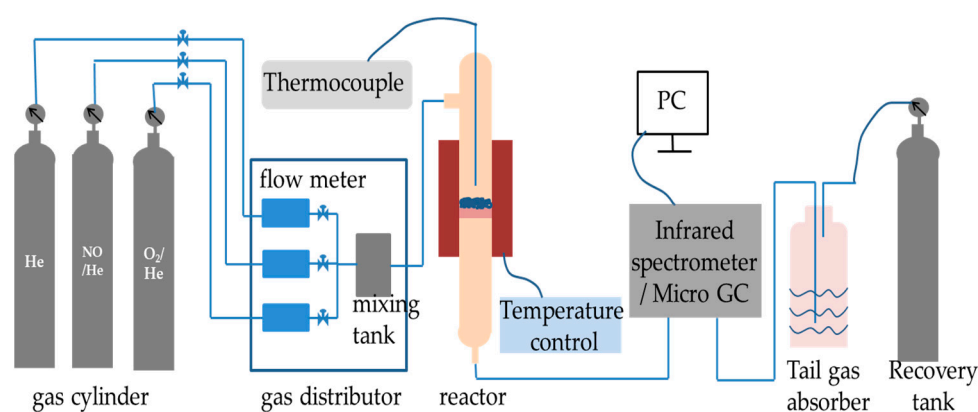 Thermocouple
PC
flow meter
He
NO
/He
O2/
He
mixing
tank
Infrared
spectrometer
/ Micro GC
Temperature
control
gas cylinder
gas distributor
reactor
Tail gas
absorber
Recovery
tank